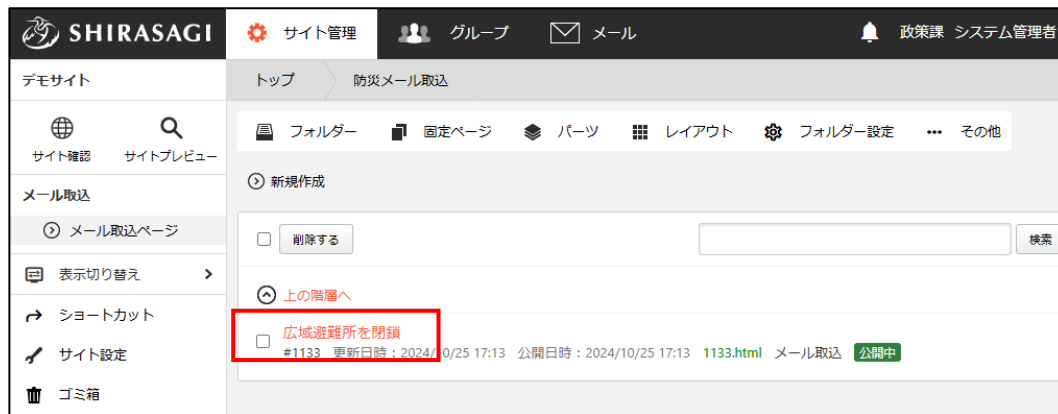 SHIRASAGI サイト管理 グループ メール 政策課 システム管理者
デモサイト
トップ 防災メール取込
サイト確認 サイトプレビュー
フォルダー 固定ページ パーツ レイアウト フォルダー設定 その他
メール取込
新規作成
メール取込ページ
削除する 検索
表示切り替え
上の階層へ
ショートカット
広域避難所を閉鎖
#1133 更新日時：2024/10/25 17:13 公開日時：2024/10/25 17:13 1133.html メール取込 公開中
サイト設定
ゴミ箱